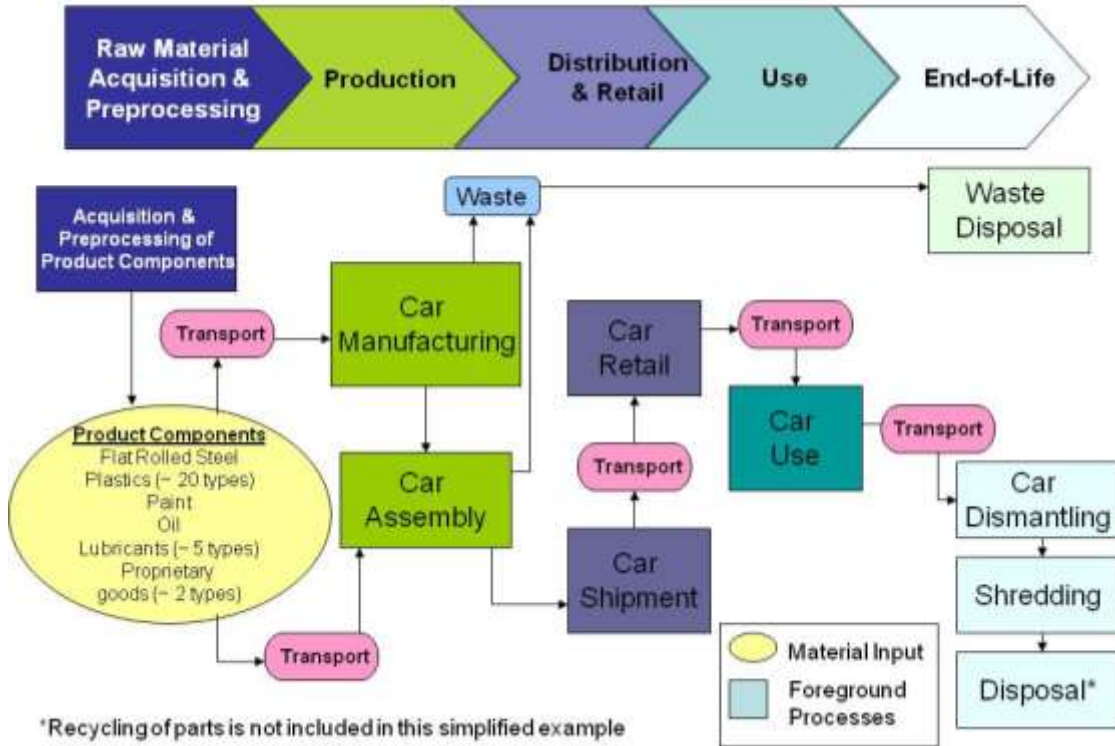 Raw Material
Acquisition &
Preprocessing
Production
Distribution
& Retail
Use
End-of-Life
Acquisition &
Preprocessing of
Product Components
Waste
Waste
Disposal
Transport
Car
Manufacturing
Car
Retail
Transport
Car
Use
Transport
Product Components
Flat Rolled Steel
Plastics (~ 20 types)
Paint
Oil
Lubricants (~ 5 types)
Proprietary
goods (~ 2 types)
Car
Assembly
Transport
Car
Dismantling
Car
Shipment
Shredding
Transport
Material Input
Foreground
Processes
Disposal*
*Recycling of parts is not included in this simplified example